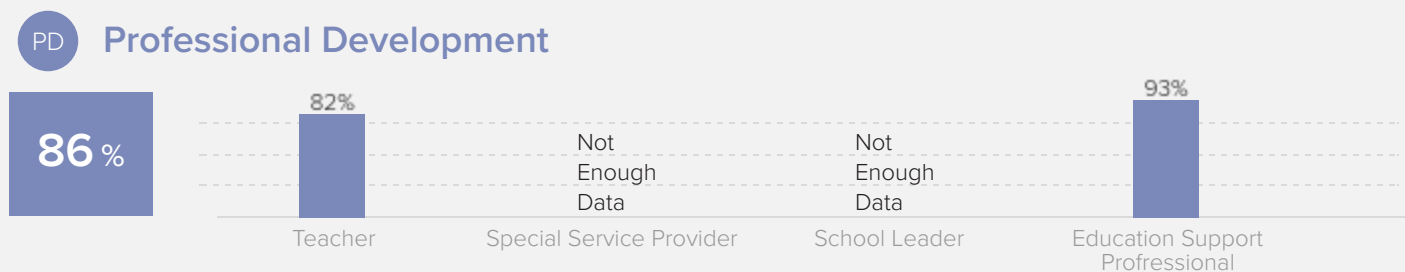 PD Professional Development
86 %
82%
93%
Not
Enough
Data
Not
Enough
Data
Teacher
Special Service Provider
School Leader
Education Support
Profressional